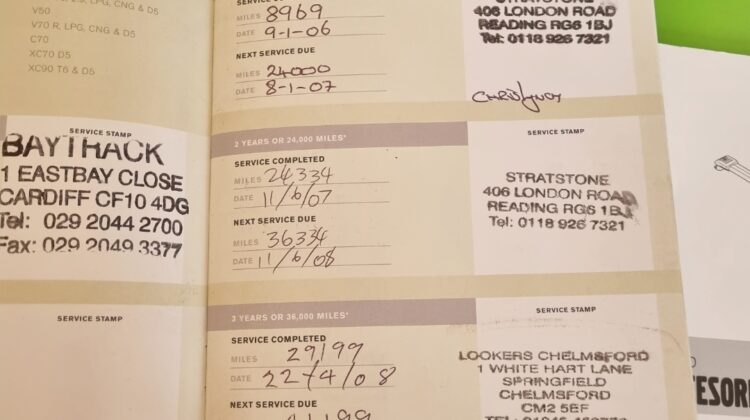 V50
V70 R, LPG, CNG & D5
C70
XC70 D5
XC90 T6 & D5
SERVICE STAMP
BAYTRACK
1 EASTBAY CLOSE
CARDIFF CF10 4DG
Tel: 029 2044 2700
Fax: 029 2049 3377
SERVICE STAMP
MILES 8969
DATE 9-1-06
NEXT SERVICE DUE
MILES 24000
DATE 8-1-07
STRATSTONE
406 LONDON ROAD
READING RG6 1BJ
Tel: 0118 926 7321
2 YEARS OR 24,000 MILES*
SERVICE COMPLETED
MILES 24334
DATE 11/6/07
NEXT SERVICE DUE
MILES 36334
DATE 11/6/08
SERVICE STAMP
STRATSTONE
406 LONDON ROAD
READING RG6 1BJ
Tel: 0118 926 7321
3 YEARS OR 36,000 MILES*
SERVICE COMPLETED
MILES 29199
DATE 22/4/08
NEXT SERVICE DUE
SERVICE STAMP
LOOKERS CHELMSFORD
1 WHITE HART LANE
SPRINGFIELD
CHELMSFORD
CM2 5EF